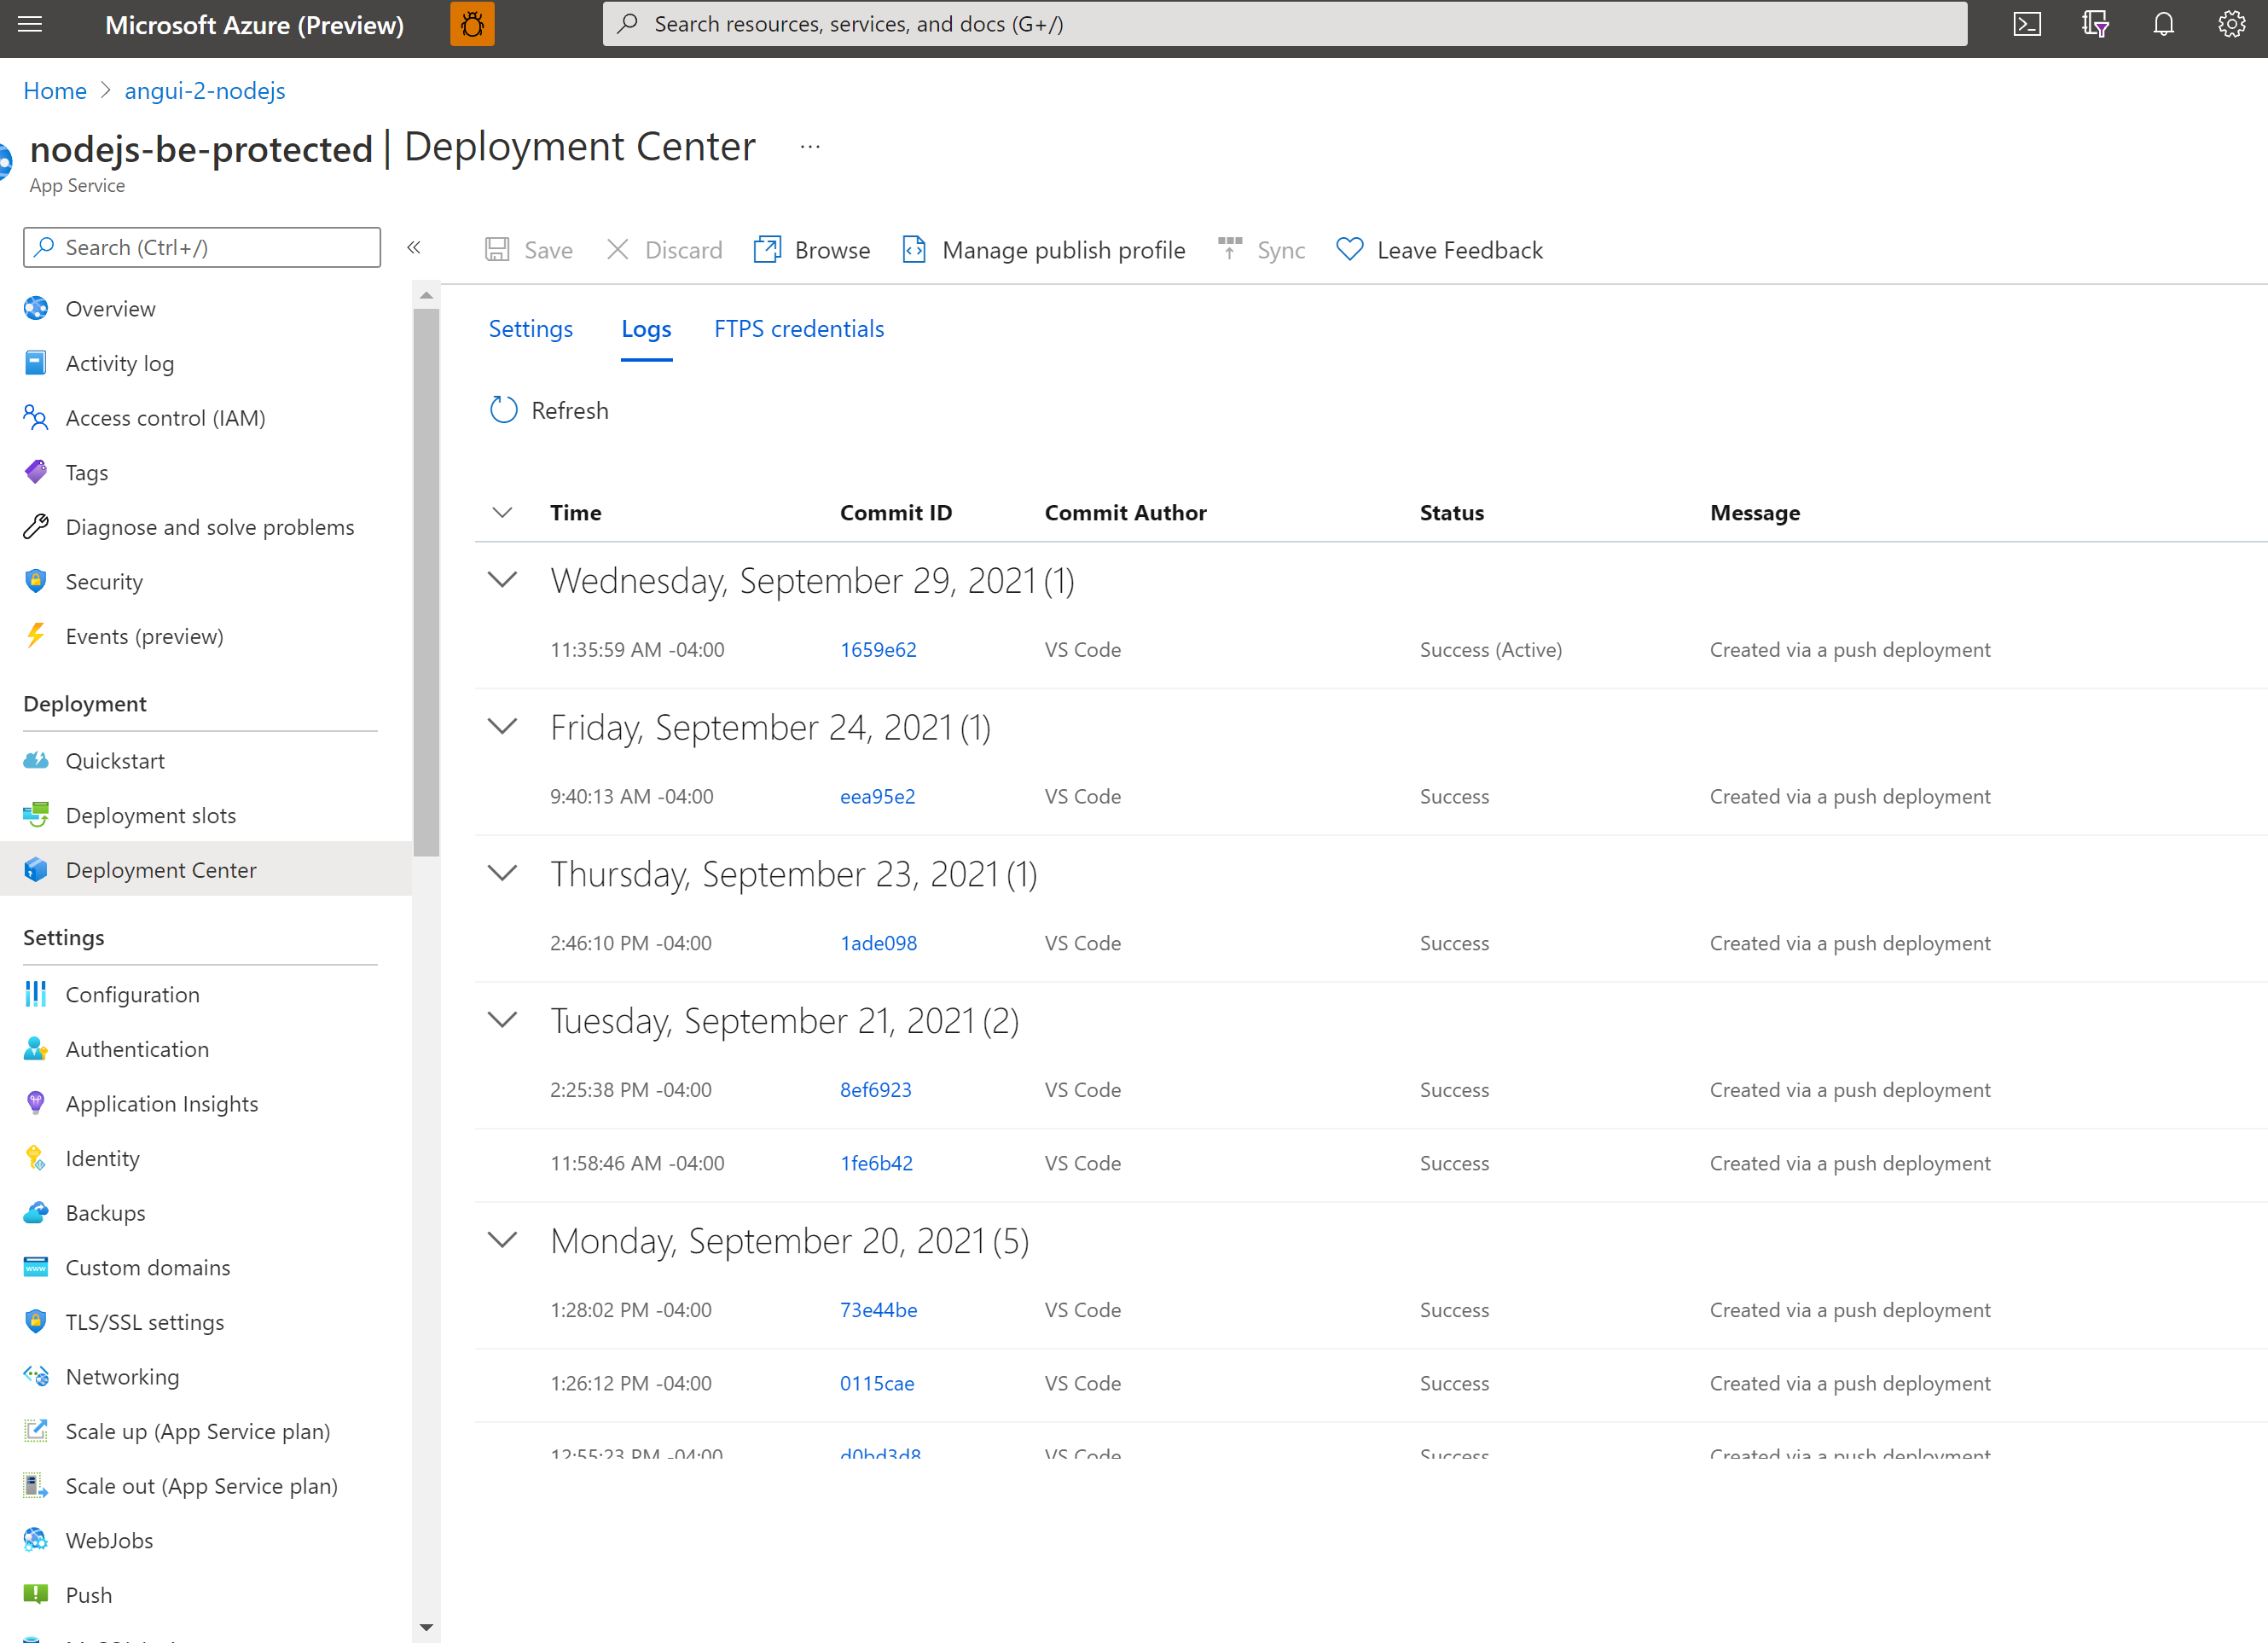 Microsoft Azure (Preview)
Search resources, services, and docs (G+/)
Home > angui-2-nodejs
nodejs-be-protected | Deployment Center ...
App Service
Search (Ctrl+/)
«
Overview
Activity log
Access control (IAM)
Tags
Diagnose and solve problems
Security
Events (preview)
Deployment
Quickstart
Deployment slots
Deployment Center
Settings
Configuration
Authentication
Application Insights
Identity
Backups
Custom domains
TLS/SSL settings
Networking
Scale up (App Service plan)
Scale out (App Service plan)
WebJobs
Push
Save Discard Browse Manage publish profile Sync Leave Feedback
Settings Logs FTPS credentials
Refresh
Time Commit ID Commit Author Status Message
Wednesday, September 29, 2021 (1)
11:35:59 AM -04:00 1659e62 VS Code Success (Active) Created via a push deployment
Friday, September 24, 2021 (1)
9:40:13 AM -04:00 eea95e2 VS Code Success Created via a push deployment
Thursday, September 23, 2021 (1)
2:46:10 PM -04:00 1ade098 VS Code Success Created via a push deployment
Tuesday, September 21, 2021 (2)
2:25:38 PM -04:00 8ef6923 VS Code Success Created via a push deployment
11:58:46 AM -04:00 1fe6b42 VS Code Success Created via a push deployment
Monday, September 20, 2021 (5)
1:28:02 PM -04:00 73e44be VS Code Success Created via a push deployment
1:26:12 PM -04:00 0115cae VS Code Success Created via a push deployment
12:55:23 PM -04:00 d0bd3d8 VS Code Success Created via a push deployment